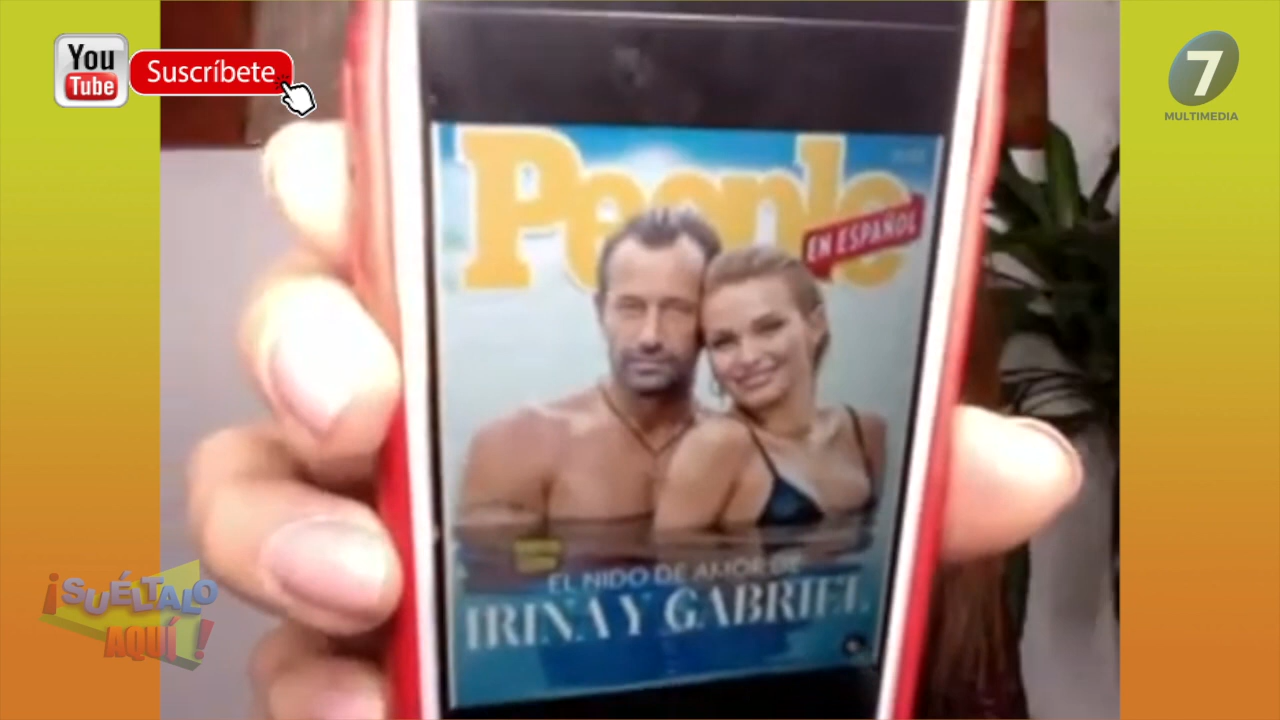 You
Tube
Suscríbete
7
MULTIMEDIA
People
EN ESPAÑOL
EL NIDO DE AMOR DE
IRINA Y GABRIEL
¡SUÉLTALO
AQUÍ!